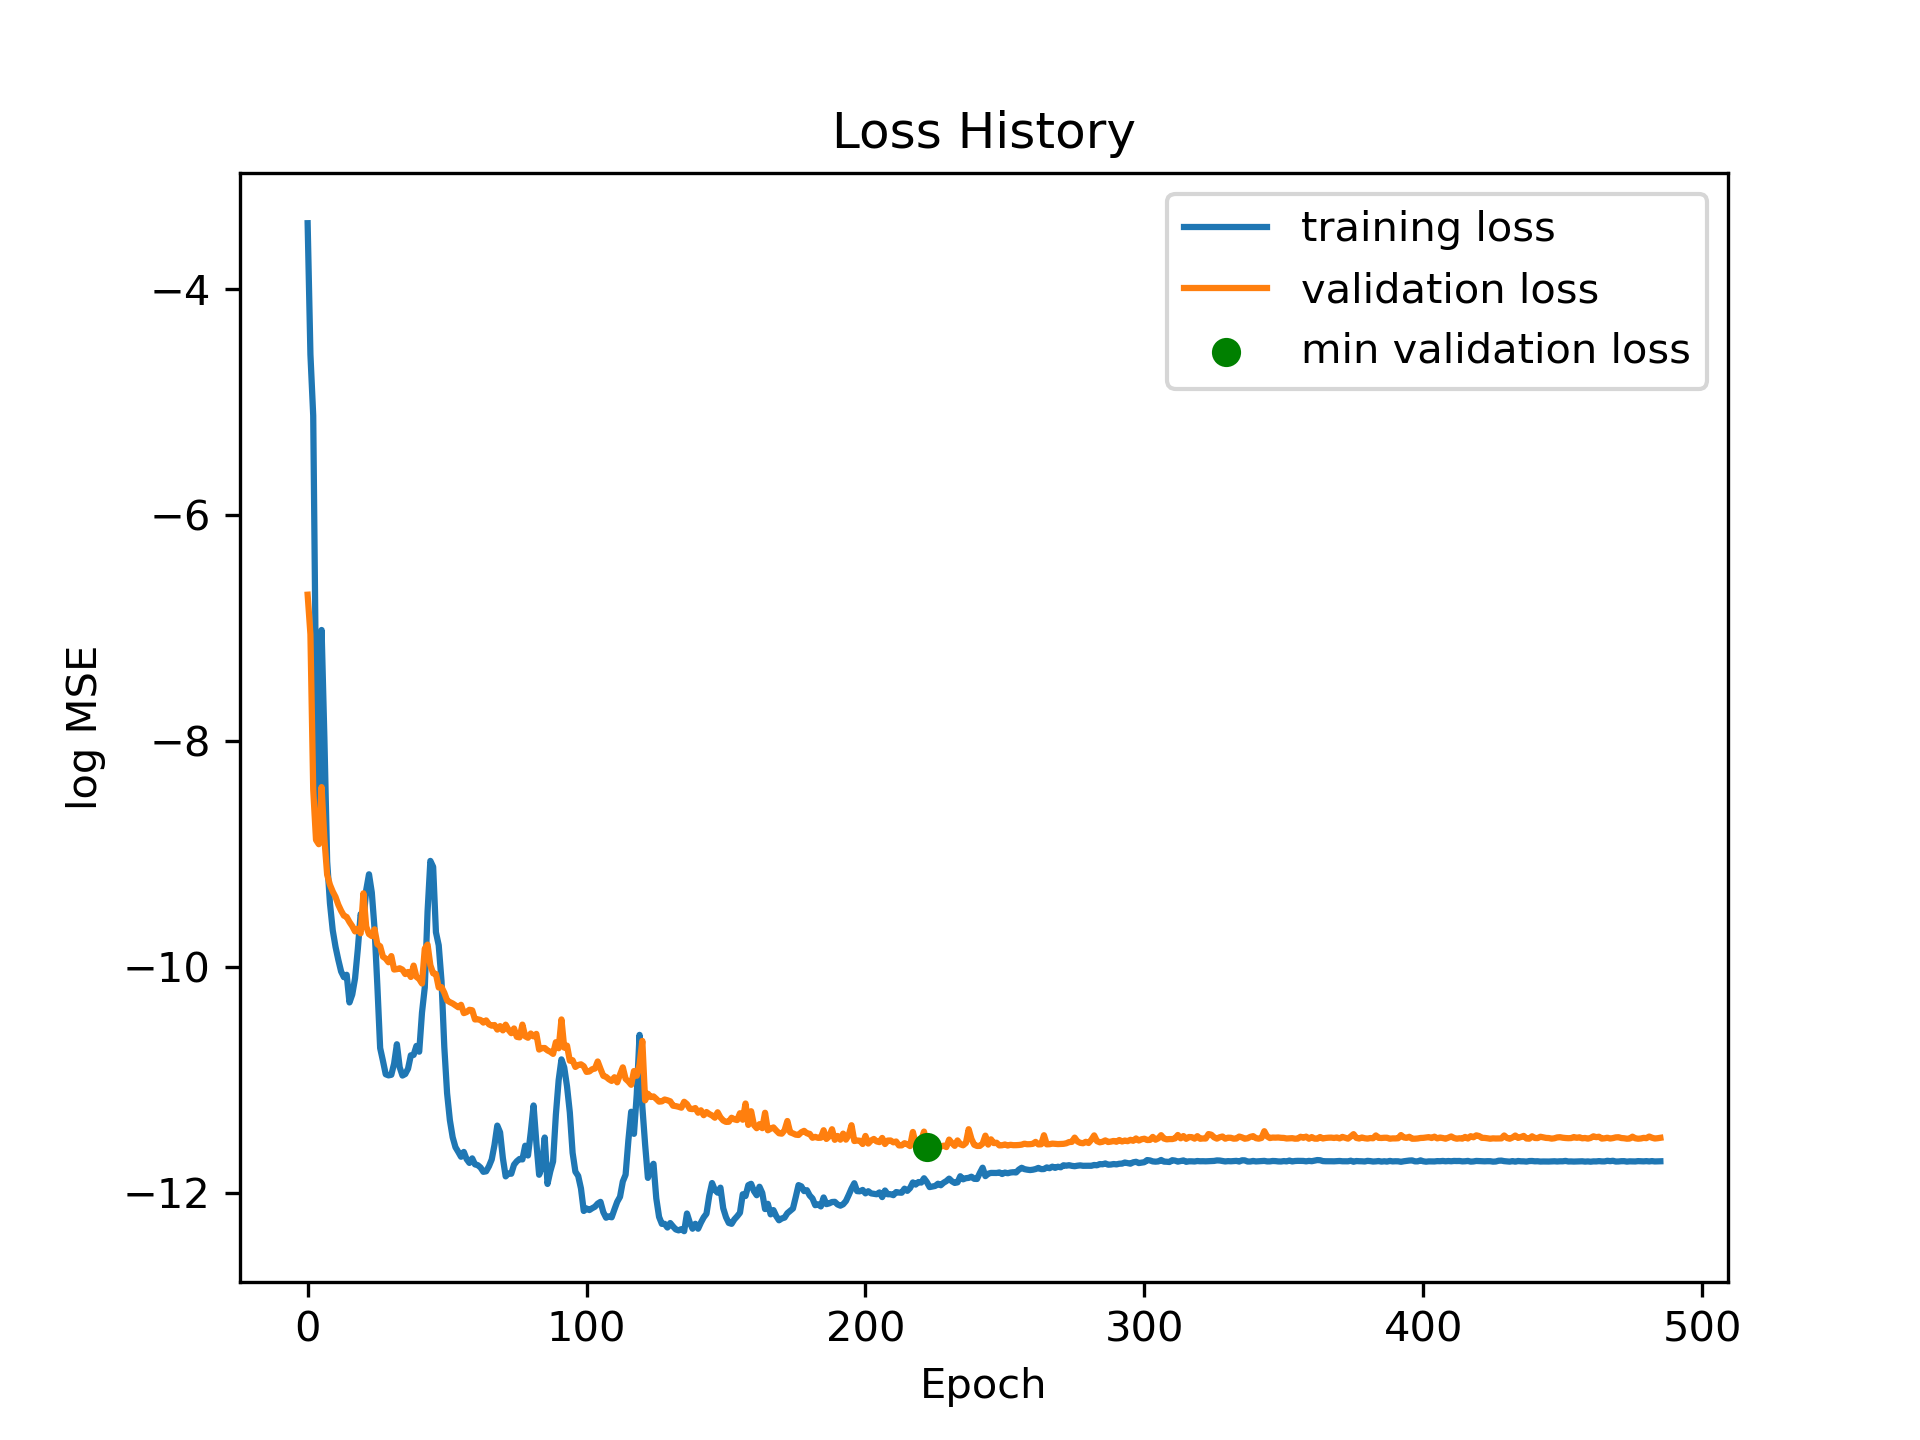 Loss History
training loss
validation loss
min validation loss
−4
−6
−8
−10
−12
log MSE
0 100 200 300 400 500
Epoch